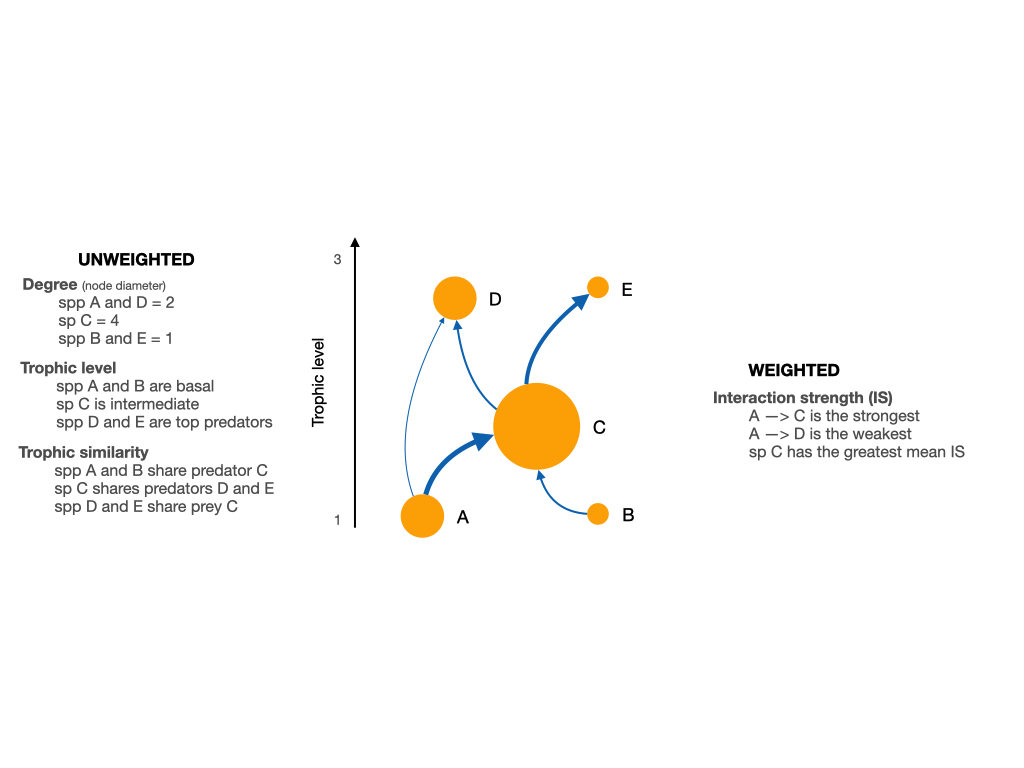 UNWEIGHTED
Degree (node diameter)
spp A and D = 2
sp C = 4
spp B and E = 1
Trophic level
spp A and B are basal
sp C is intermediate
spp D and E are top predators
Trophic similarity
spp A and B share predator C
sp C shares predators D and E
spp D and E share prey C
3
Trophic level
1
D
E
C
A
B
WEIGHTED
Interaction strength (IS)
A —> C is the strongest
A —> D is the weakest
sp C has the greatest mean IS